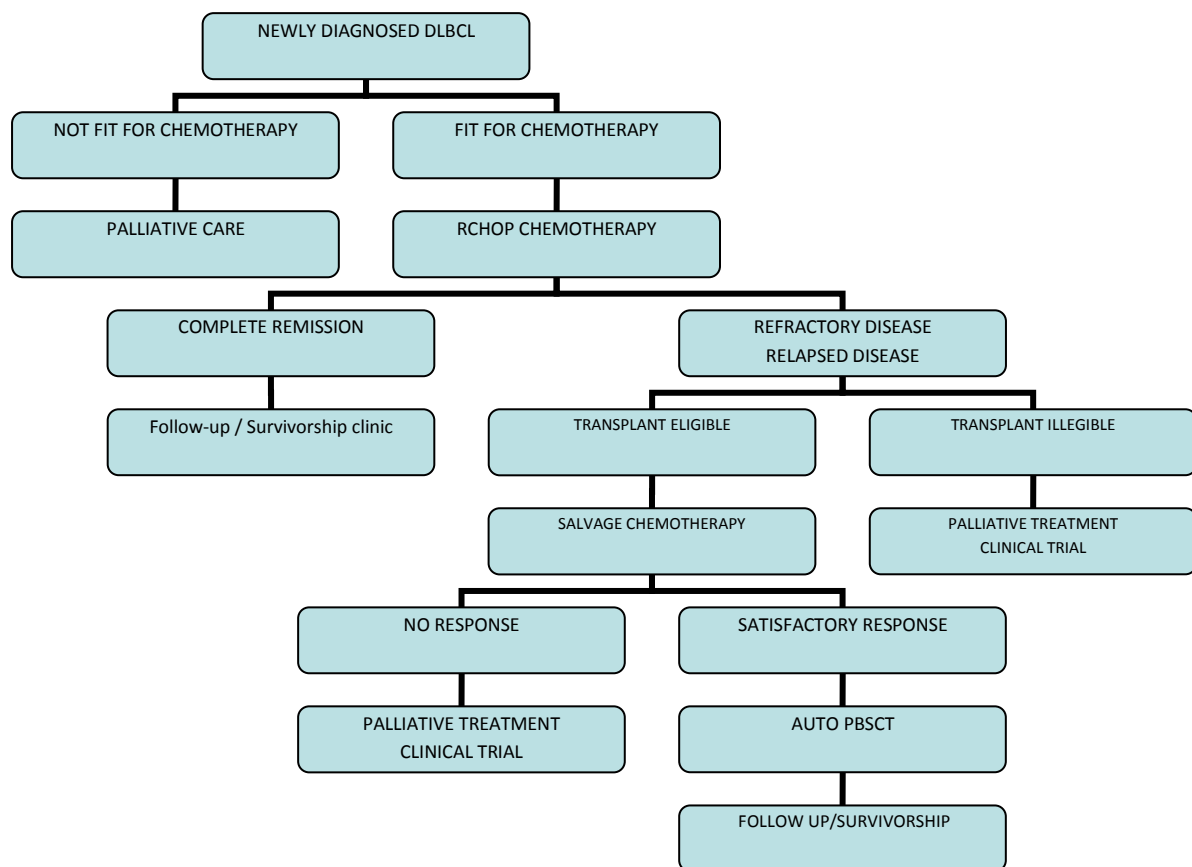 NEWLY DIAGNOSED DLBCL
NOT FIT FOR CHEMOTHERAPY
FIT FOR CHEMOTHERAPY
PALLIATIVE CARE
RCHOP CHEMOTHERAPY
COMPLETE REMISSION
REFRACTORY DISEASE
RELAPSED DISEASE
Follow-up / Survivorship clinic
TRANSPLANT ELIGIBLE
TRANSPLANT ILLEGIBLE
SALVAGE CHEMOTHERAPY
PALLIATIVE TREATMENT
CLINICAL TRIAL
NO RESPONSE
SATISFACTORY RESPONSE
PALLIATIVE TREATMENT
CLINICAL TRIAL
AUTO PBSCT
FOLLOW UP/SURVIVORSHIP